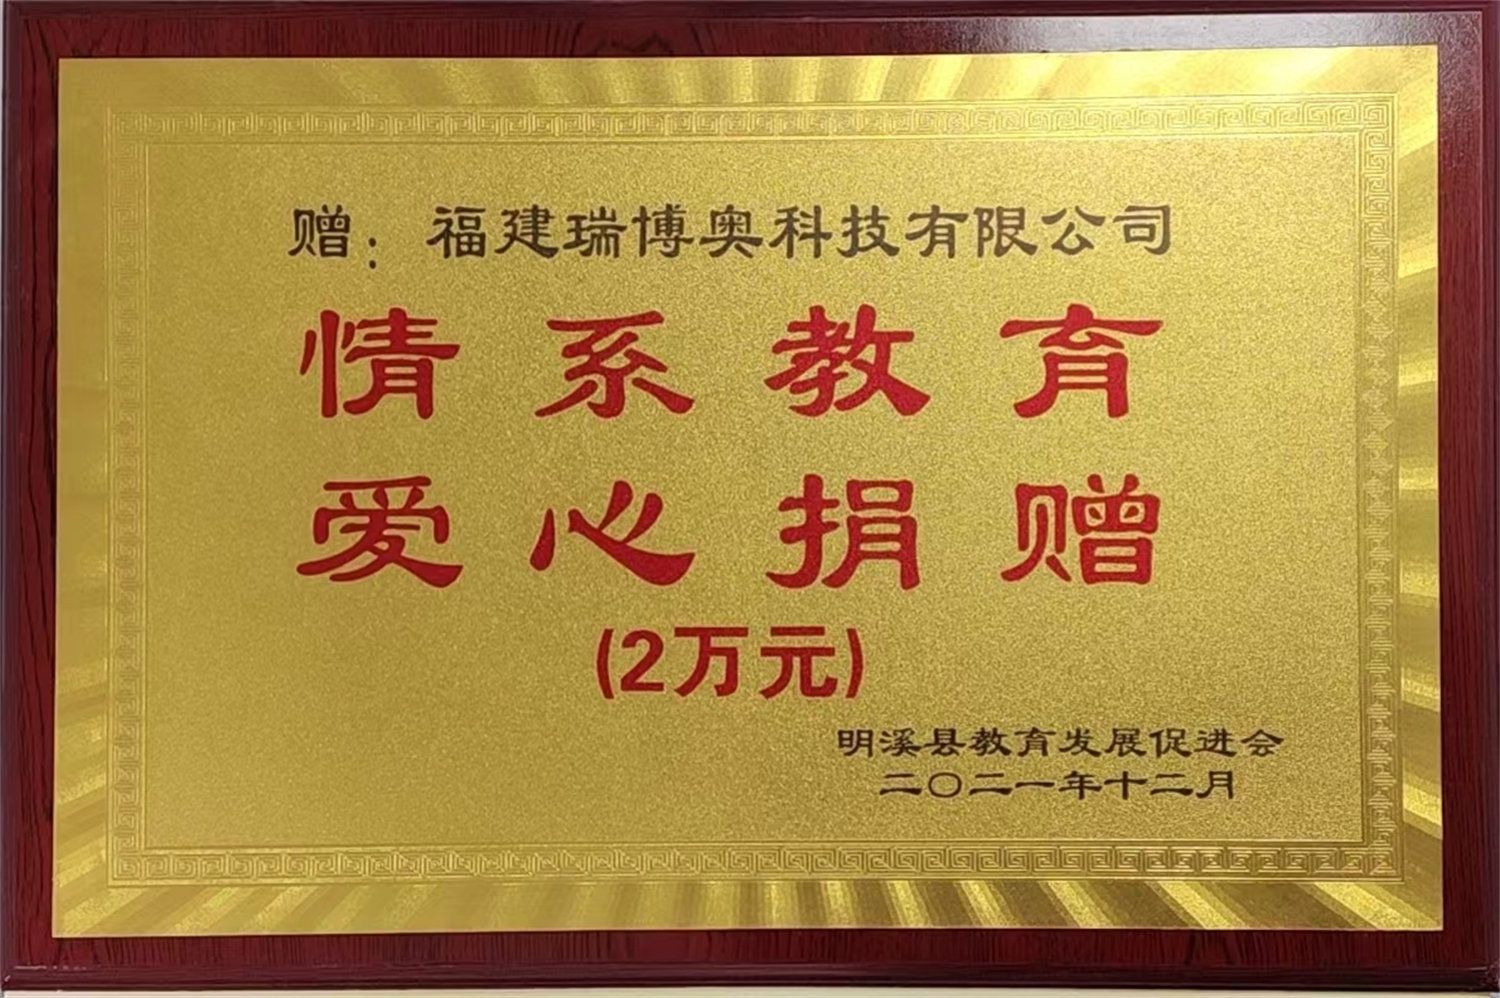 赠：福建瑞博奥科技有限公司
情系教育
爱心捐赠
(2万元)
明溪县教育发展促进会
二〇二一年十二月